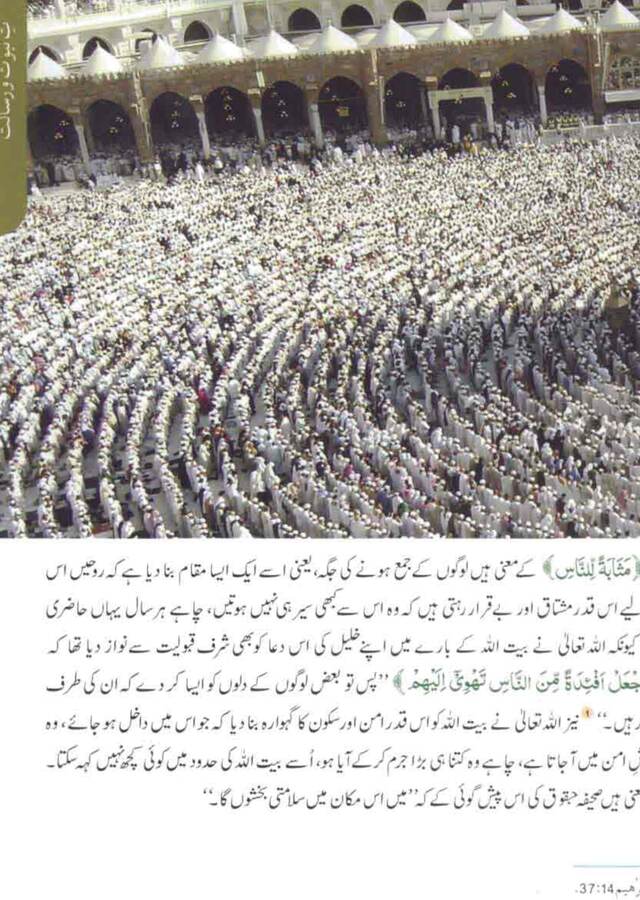 نبوت و رسالت
﴿مَثَابَةً لِّلنَّاسِ﴾ کے معنی ہیں لوگوں کے جمع ہونے کی جگہ، یعنی اسے ایک ایسا مقام بنا دیا ہے کہ روحیں اس
لیے اس قدر مشتاق اور بے قرار رہتی ہیں کہ وہ اس سے کبھی سیر ہی نہیں ہوتیں، چاہے ہر سال یہاں حاضری
کیونکہ اللہ تعالیٰ نے بیت اللہ کے بارے میں اپنے خلیل کی اس دعا کو بھی شرف قبولیت سے نواز دیا تھا کہ
جْعَلْ اَفْئِدَةً مِّنَ النَّاسِ تَهْوِيْٓ اِلَيْهِمْ﴾ ’’پس تو بعض لوگوں کے دلوں کو ایسا کر دے کہ ان کی طرف
رہیں۔‘‘ نیز اللہ تعالیٰ نے بیت اللہ کو اس قدر امن اور سکون کا گہوارہ بنا دیا کہ جو اس میں داخل ہو جائے، وہ
امن میں آ جاتا ہے، چاہے وہ کتنا ہی بڑا جرم کر کے آیا ہو، اُسے بیت اللہ کی حدود میں کوئی کچھ نہیں کہہ سکتا۔
معنی ہیں صحیفہ حبقوق کی اس پیش گوئی کے کہ ’’میں اس مکان میں سلامتی بخشوں گا۔‘‘
37:14.